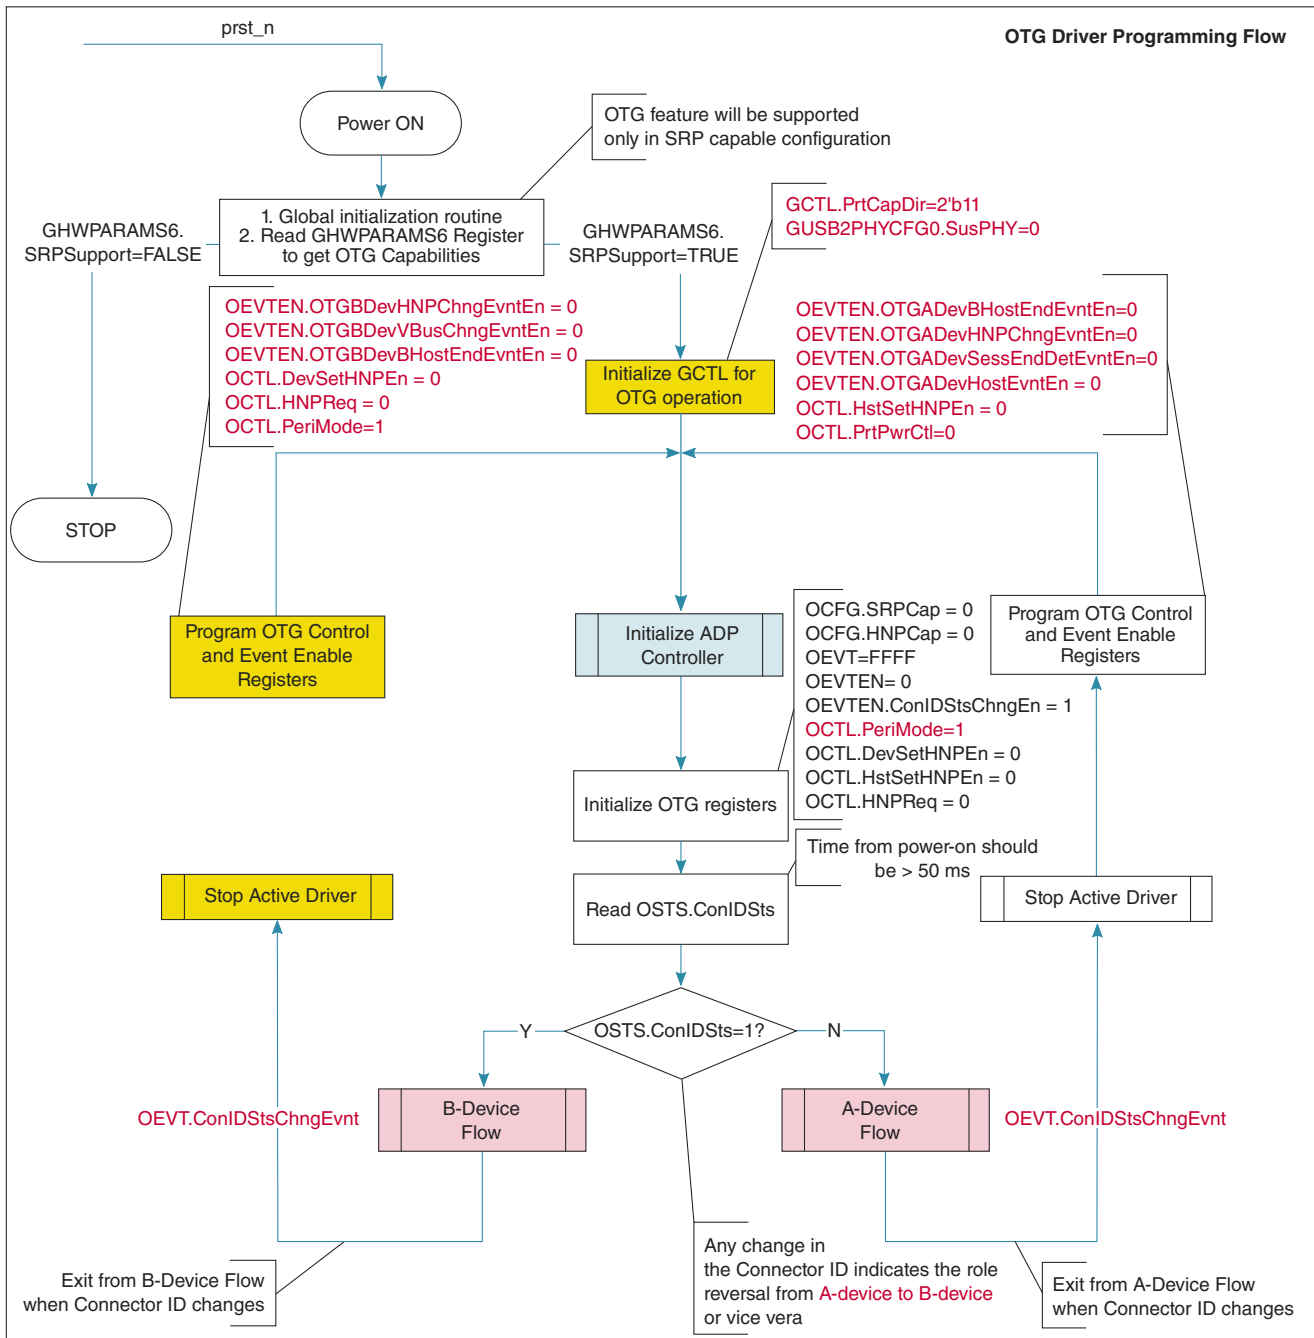 prst_n
OTG Driver Programming Flow
Power ON
OTG feature will be supported
only in SRP capable configuration
GCTL.PrtCapDir=2'b11
GUSB2PHYCFG0.SusPHY=0
1. Global initialization routine
2. Read GHWPARAMS6 Register
to get OTG Capabilities
GHWPARAMS6.
SRPSupport=FALSE
GHWPARAMS6.
SRPSupport=TRUE
OEVTEN.OTGBDevHNPChngEvntEn = 0
OEVTEN.OTGBDevVBusChngEvntEn = 0
OEVTEN.OTGBDevBHostEndEvntEn = 0
OCTL.DevSetHNPEn = 0
OCTL.HNPReq = 0
OCTL.PeriMode=1
Initialize GCTL for
OTG operation
OEVTEN.OTGADevBHostEndEvntEn=0
OEVTEN.OTGADevHNPChngEvntEn=0
OEVTEN.OTGADevSessEndDetEvntEn=0
OEVTEN.OTGADevHostEvntEn = 0
OCTL.HstSetHNPEn = 0
OCTL.PrtPwrCtl=0
STOP
Program OTG Control
and Event Enable
Registers
Initialize ADP
Controller
OCFG.SRPCap = 0
OCFG.HNPCap = 0
OEVT=FFFF
OEVTEN= 0
OEVTEN.ConIDStsChngEn = 1
OCTL.PeriMode=1
OCTL.DevSetHNPEn = 0
OCTL.HstSetHNPEn = 0
OCTL.HNPReq = 0
Program OTG Control
and Event Enable
Registers
Initialize OTG registers
Time from power-on should
be > 50 ms
Stop Active Driver
Read OSTS.ConIDSts
Stop Active Driver
Y
OSTS.ConIDSts=1?
N
OEVT.ConIDStsChngEvnt
B-Device
Flow
A-Device
Flow
OEVT.ConIDStsChngEvnt
Exit from B-Device Flow
when Connector ID changes
Any change in
the Connector ID indicates the role
reversal from A-device to B-device
or vice vera
Exit from A-Device Flow
when Connector ID changes